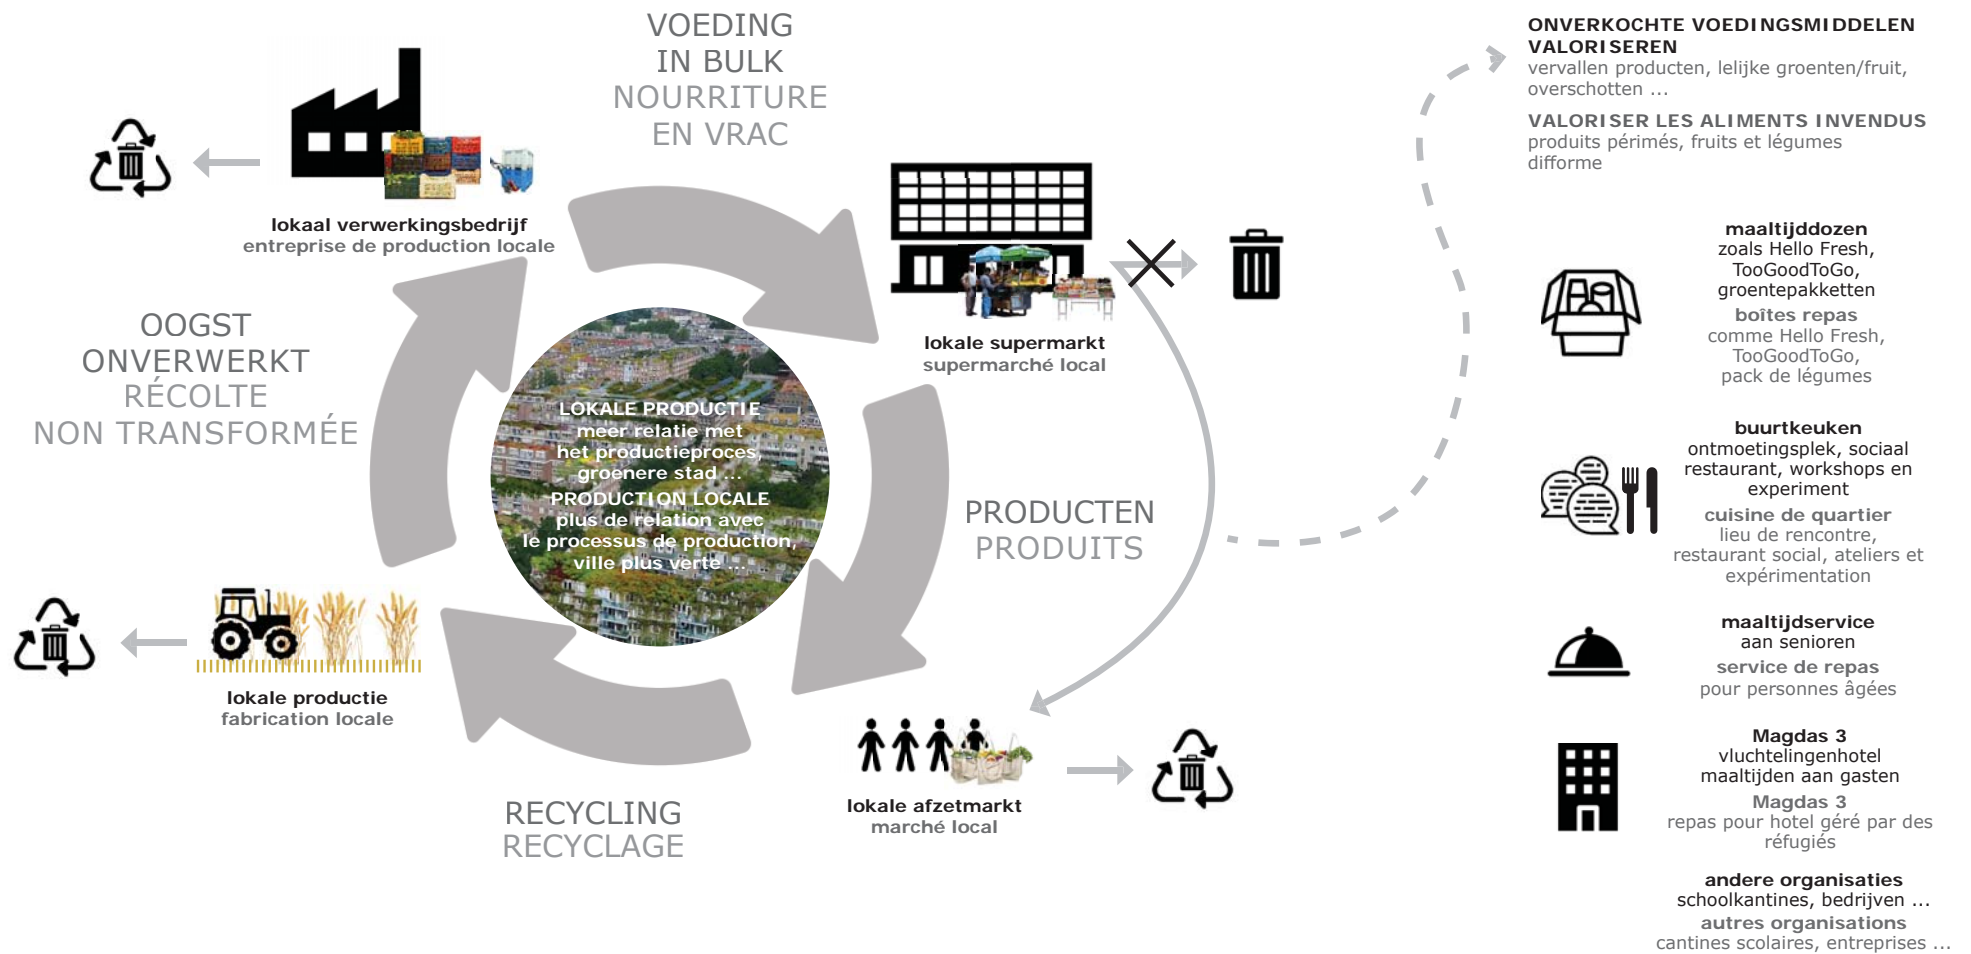 VOEDING
IN BULK
NOURRITURE
EN VRAC
lokaal verwerkingsbedrijf
entreprise de production locale
OOGST
ONVERWERKT
RÉCOLTE
NON TRANSFORMÉE
lokale supermarkt
supermarché local
LOKALE PRODUCTIE
meer relatie met
het productieproces,
groenere stad ...
PRODUCTION LOCALE
plus de relation avec
le processus de production,
ville plus verte ...
PRODUCTEN
PRODUITS
lokale productie
fabrication locale
lokale afzetmarkt
marché local
RECYCLING
RECYCLAGE
ONVERKOCHTE VOEDINGSMIDDELEN
VALORISEREN
vervallen producten, lelijke groenten/fruit,
overschotten ...
VALORISER LES ALIMENTS INVENDUS
produits périmés, fruits et légumes
difforme
maaltijddozen
zoals Hello Fresh,
TooGoodToGo,
groentepakketten
boîtes repas
comme Hello Fresh,
TooGoodToGo,
pack de légumes
buurtkeuken
ontmoetingsplek, sociaal
restaurant, workshops en
experiment
cuisine de quartier
lieu de rencontre,
restaurant social, ateliers et
expérimentation
maaltijdservice
aan senioren
service de repas
pour personnes âgées
Magdas 3
vluchtelingenhotel
maaltijden aan gasten
Magdas 3
repas pour hotel géré par des
réfugiés
andere organisaties
schoolkantines, bedrijven ...
autres organisations
cantines scolaires, entreprises ...